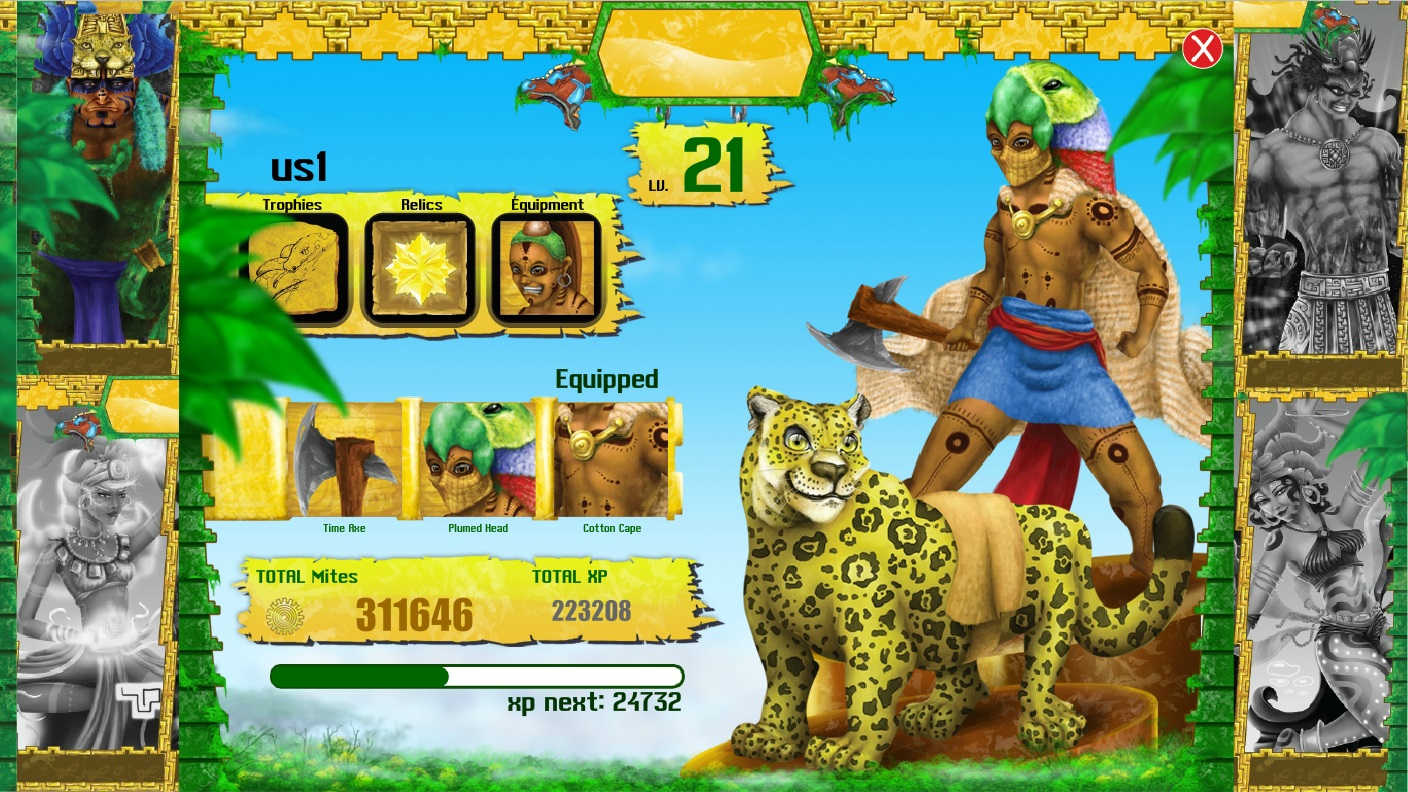 us1
LV. 21
Trophies
Relics
Equipment
Equipped
Time Axe
Plumed Head
Cotton Cape
TOTAL Mites
TOTAL XP
311646
223208
xp next: 24732
X